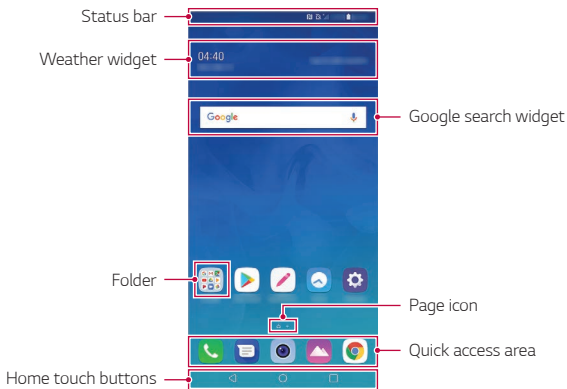 Status bar
Weather widget
04:40
Google
Google search widget
Folder
Page icon
Quick access area
Home touch buttons